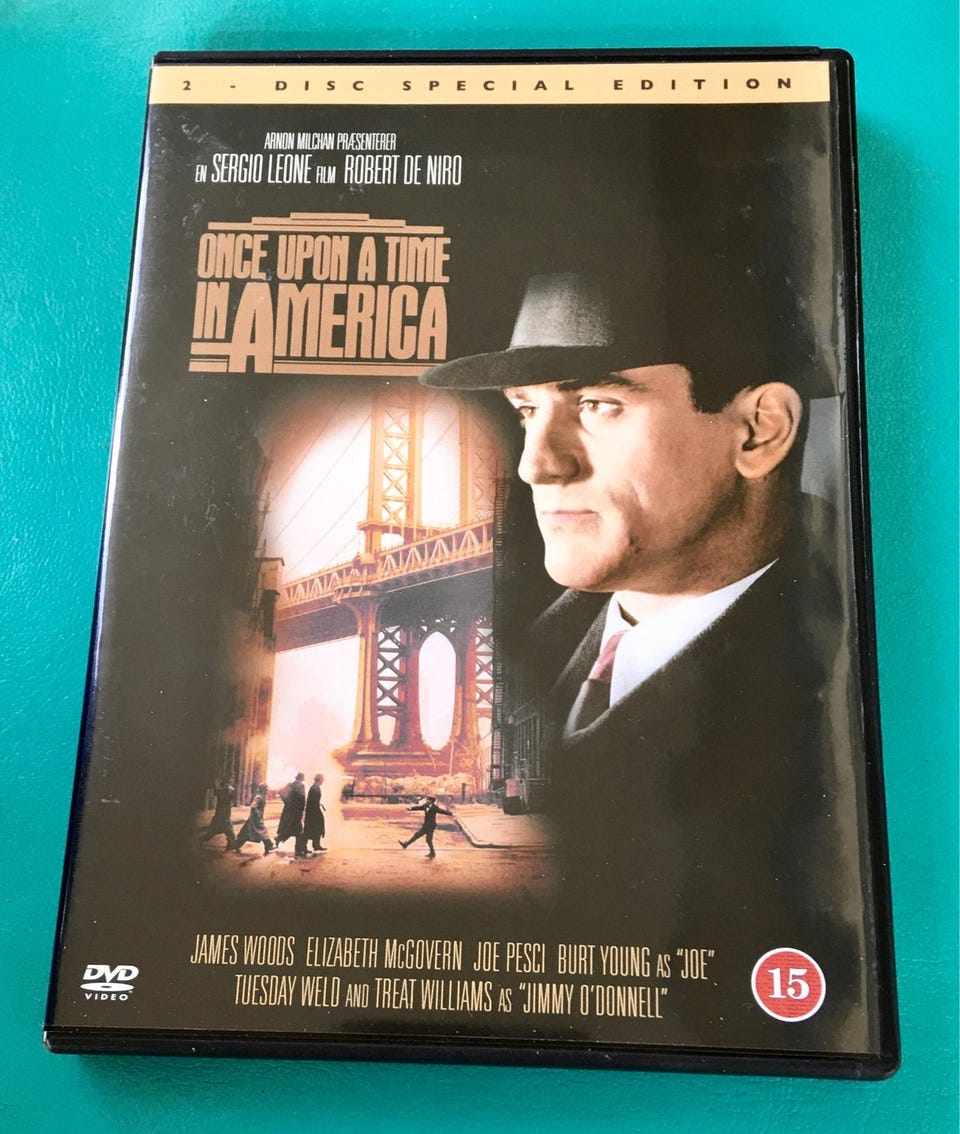 2 - DISC SPECIAL EDITION
ARNON MILCHAN PRÆSENTERER
EN SERGIO LEONE FILM ROBERT DE NIRO
ONCE UPON A TIME
IN AMERICA
JAMES WOODS ELIZABETH McGOVERN JOE PESCI BURT YOUNG AS "JOE"
TUESDAY WELD AND TREAT WILLIAMS AS "JIMMY O'DONNELL"
DVD
VIDEO
15